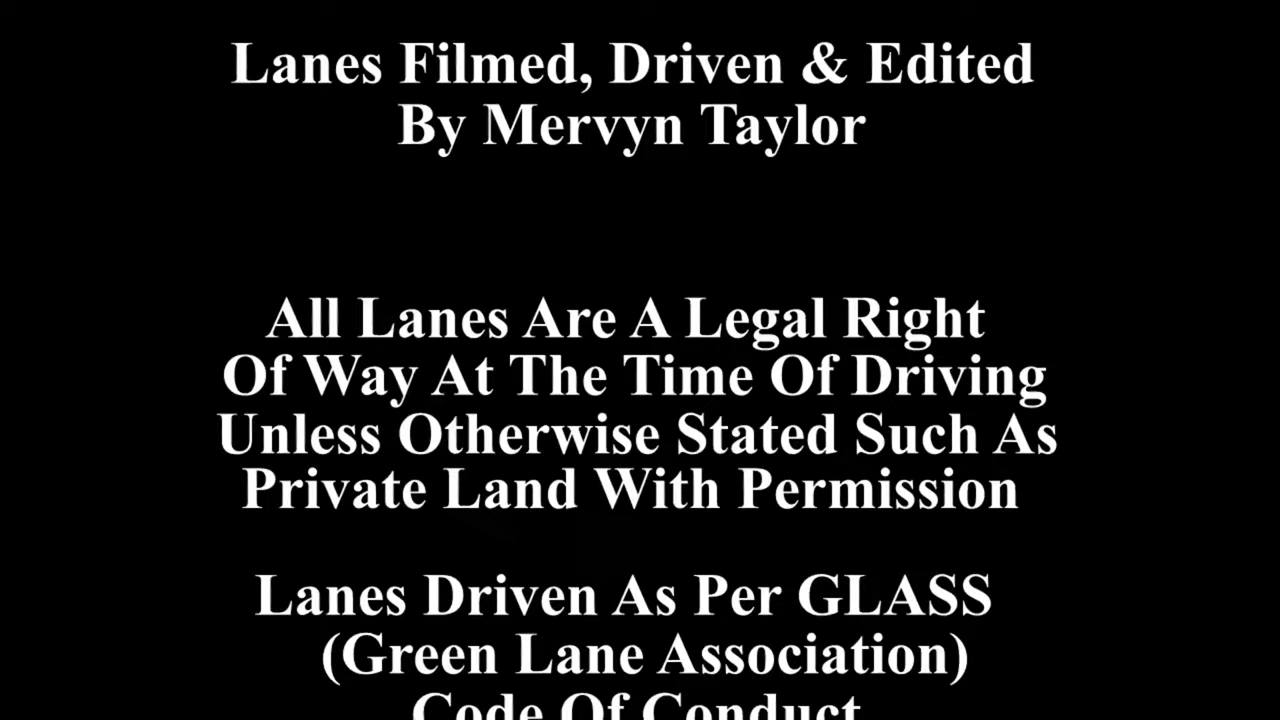 Lanes Filmed, Driven & Edited
By Mervyn Taylor
All Lanes Are A Legal Right
Of Way At The Time Of Driving
Unless Otherwise Stated Such As
Private Land With Permission
Lanes Driven As Per GLASS
(Green Lane Association)
Code Of Conduct